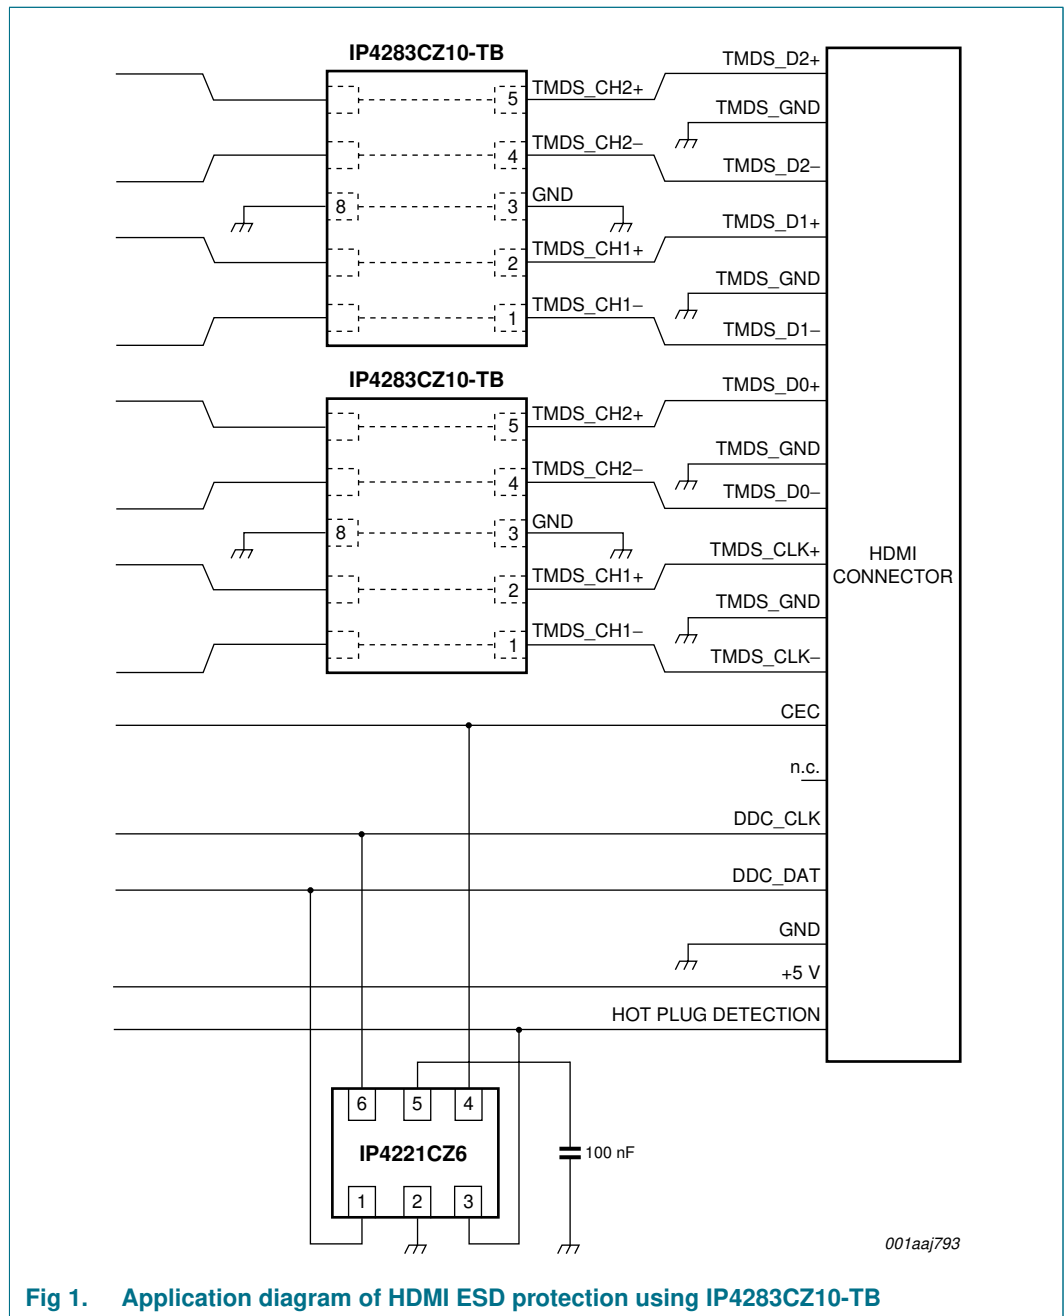 IP4283CZ10-TB
TMDS_D2+
5 TMDS_CH2+
TMDS_GND
4 TMDS_CH2−
TMDS_D2−
8 3 GND
TMDS_D1+
2 TMDS_CH1+
TMDS_GND
1 TMDS_CH1−
TMDS_D1−
IP4283CZ10-TB
TMDS_D0+
5 TMDS_CH2+
TMDS_GND
4 TMDS_CH2−
TMDS_D0−
8 3 GND
TMDS_CLK+
HDMI
CONNECTOR
2 TMDS_CH1+
TMDS_GND
1 TMDS_CH1−
TMDS_CLK−
CEC
n.c.
DDC_CLK
DDC_DAT
GND
+5 V
HOT PLUG DETECTION
6 5 4
IP4221CZ6
100 nF
1 2 3
001aaj793
Fig 1. Application diagram of HDMI ESD protection using IP4283CZ10-TB